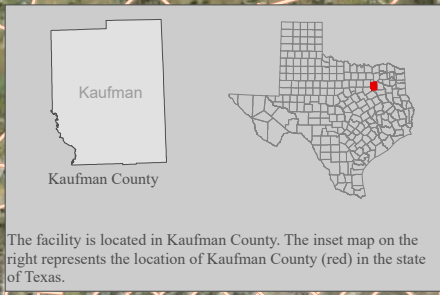 Kaufman
Kaufman County
The facility is located in Kaufman County. The inset map on the
right represents the location of Kaufman County (red) in the state
of Texas.